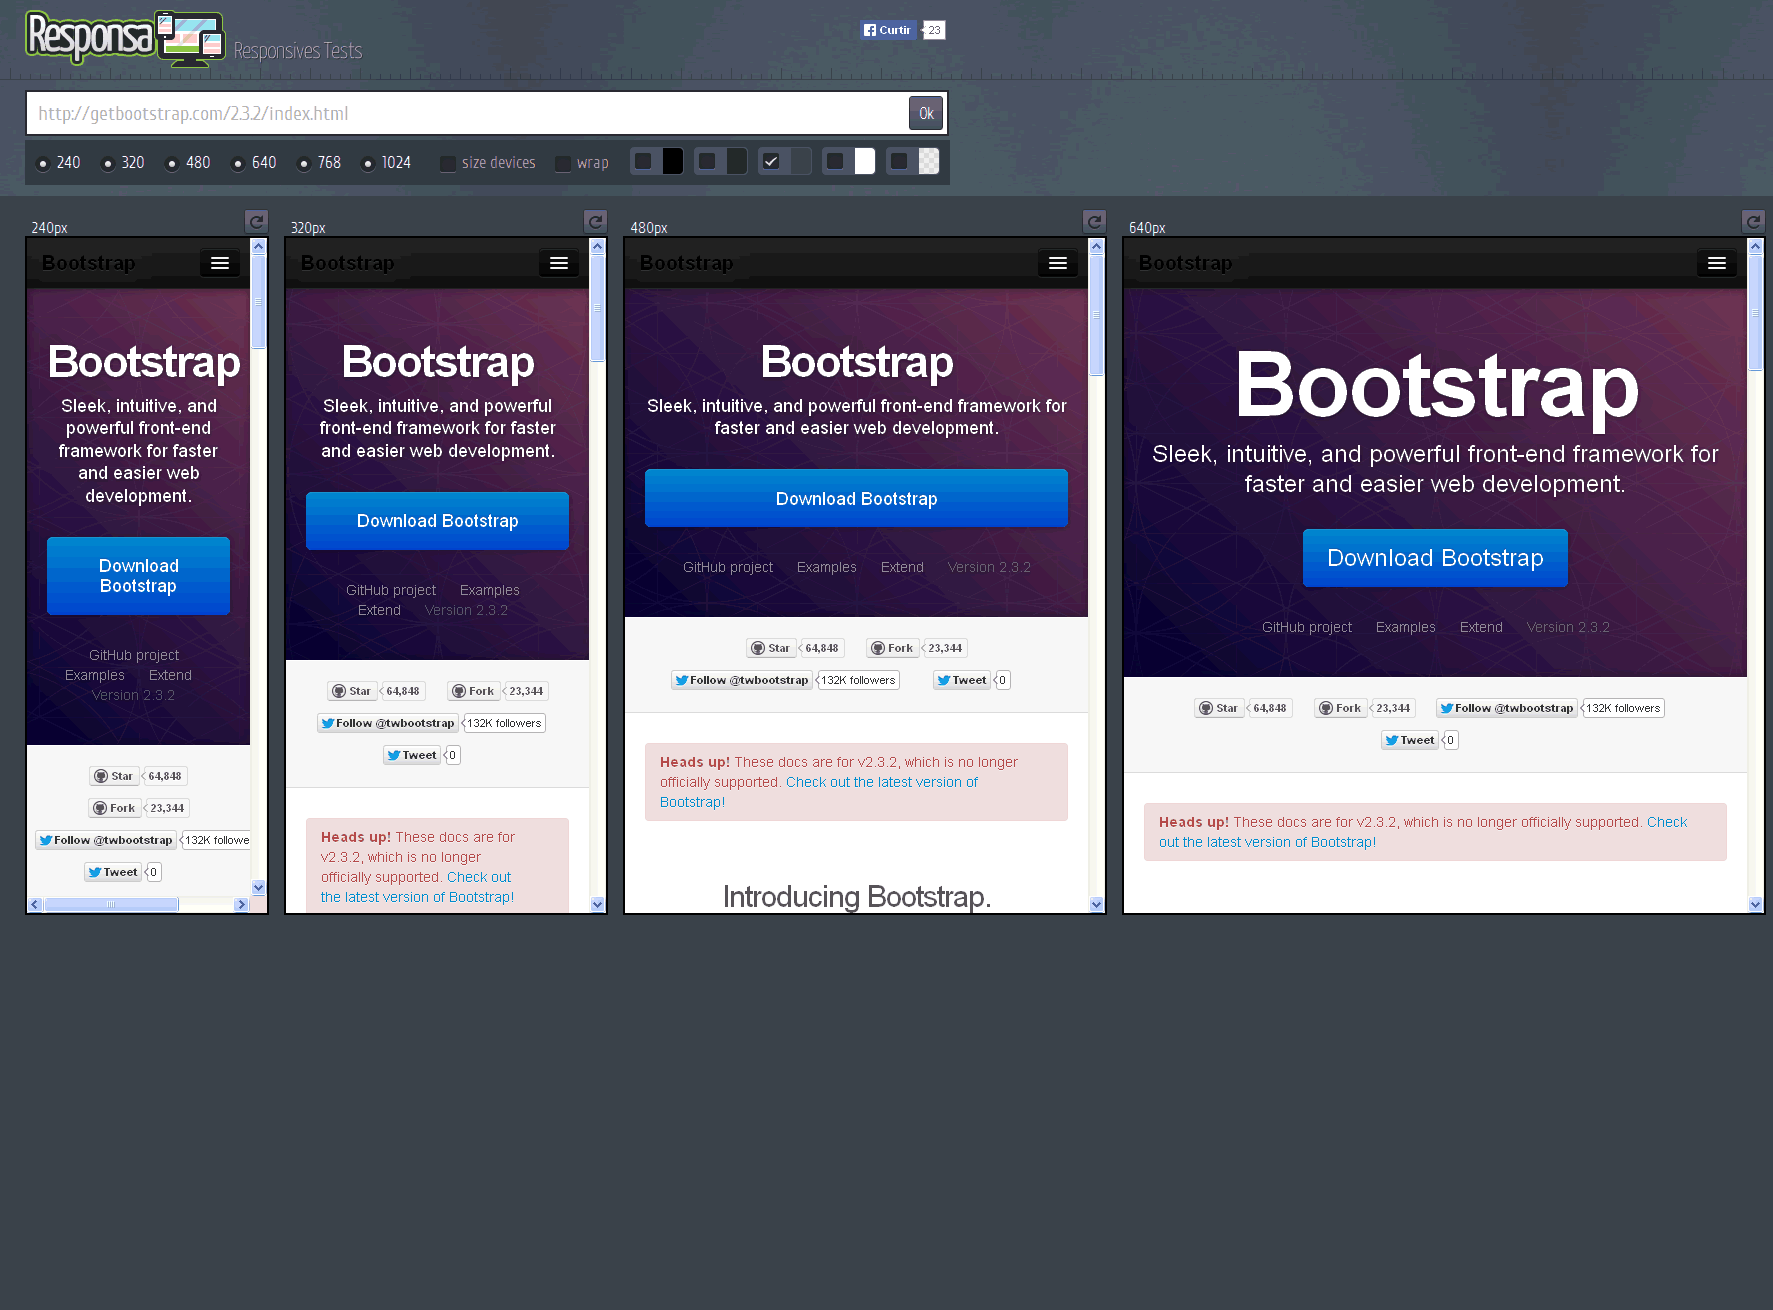 Responsa
Responsives Tests
Curtir
23
http://getbootstrap.com/2.3.2/index.html
Ok
240
320
480
640
768
1024
size devices
wrap
240px
Bootstrap
Bootstrap
Sleek, intuitive, and
powerful front-end
framework for faster
and easier web
development.
Download
Bootstrap
GitHub project
Examples
Extend
Version 2.3.2
Star
64,848
Fork
23,344
Follow @twbootstrap
132K followe
Tweet
0
320px
Bootstrap
Bootstrap
Sleek, intuitive, and powerful
front-end framework for faster
and easier web development.
Download Bootstrap
GitHub project
Examples
Extend
Version 2.3.2
Star
64,848
Fork
23,344
Follow @twbootstrap
132K followers
Tweet
0
Heads up! These docs are for
v2.3.2, which is no longer
officially supported. Check out
the latest version of Bootstrap!
480px
Bootstrap
Bootstrap
Sleek, intuitive, and powerful front-end framework for
faster and easier web development.
Download Bootstrap
GitHub project
Examples
Extend
Version 2.3.2
Star
64,848
Fork
23,344
Follow @twbootstrap
132K followers
Tweet
0
Heads up! These docs are for v2.3.2, which is no longer
officially supported. Check out the latest version of
Bootstrap!
Introducing Bootstrap.
640px
Bootstrap
Bootstrap
Sleek, intuitive, and powerful front-end framework for
faster and easier web development.
Download Bootstrap
GitHub project
Examples
Extend
Version 2.3.2
Star
64,848
Fork
23,344
Follow @twbootstrap
132K followers
Tweet
0
Heads up! These docs are for v2.3.2, which is no longer officially supported. Check
out the latest version of Bootstrap!